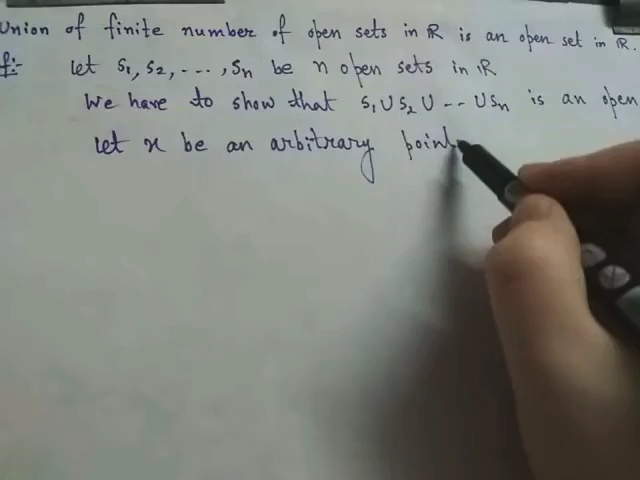 Union of finite number of open sets in ℝ is an open set in ℝ.
f:- Let S₁, S₂, ---, Sₙ be n open sets in ℝ
We have to show that S₁ ∪ S₂ ∪ -- ∪ Sₙ is an open
Let x be an arbitrary point